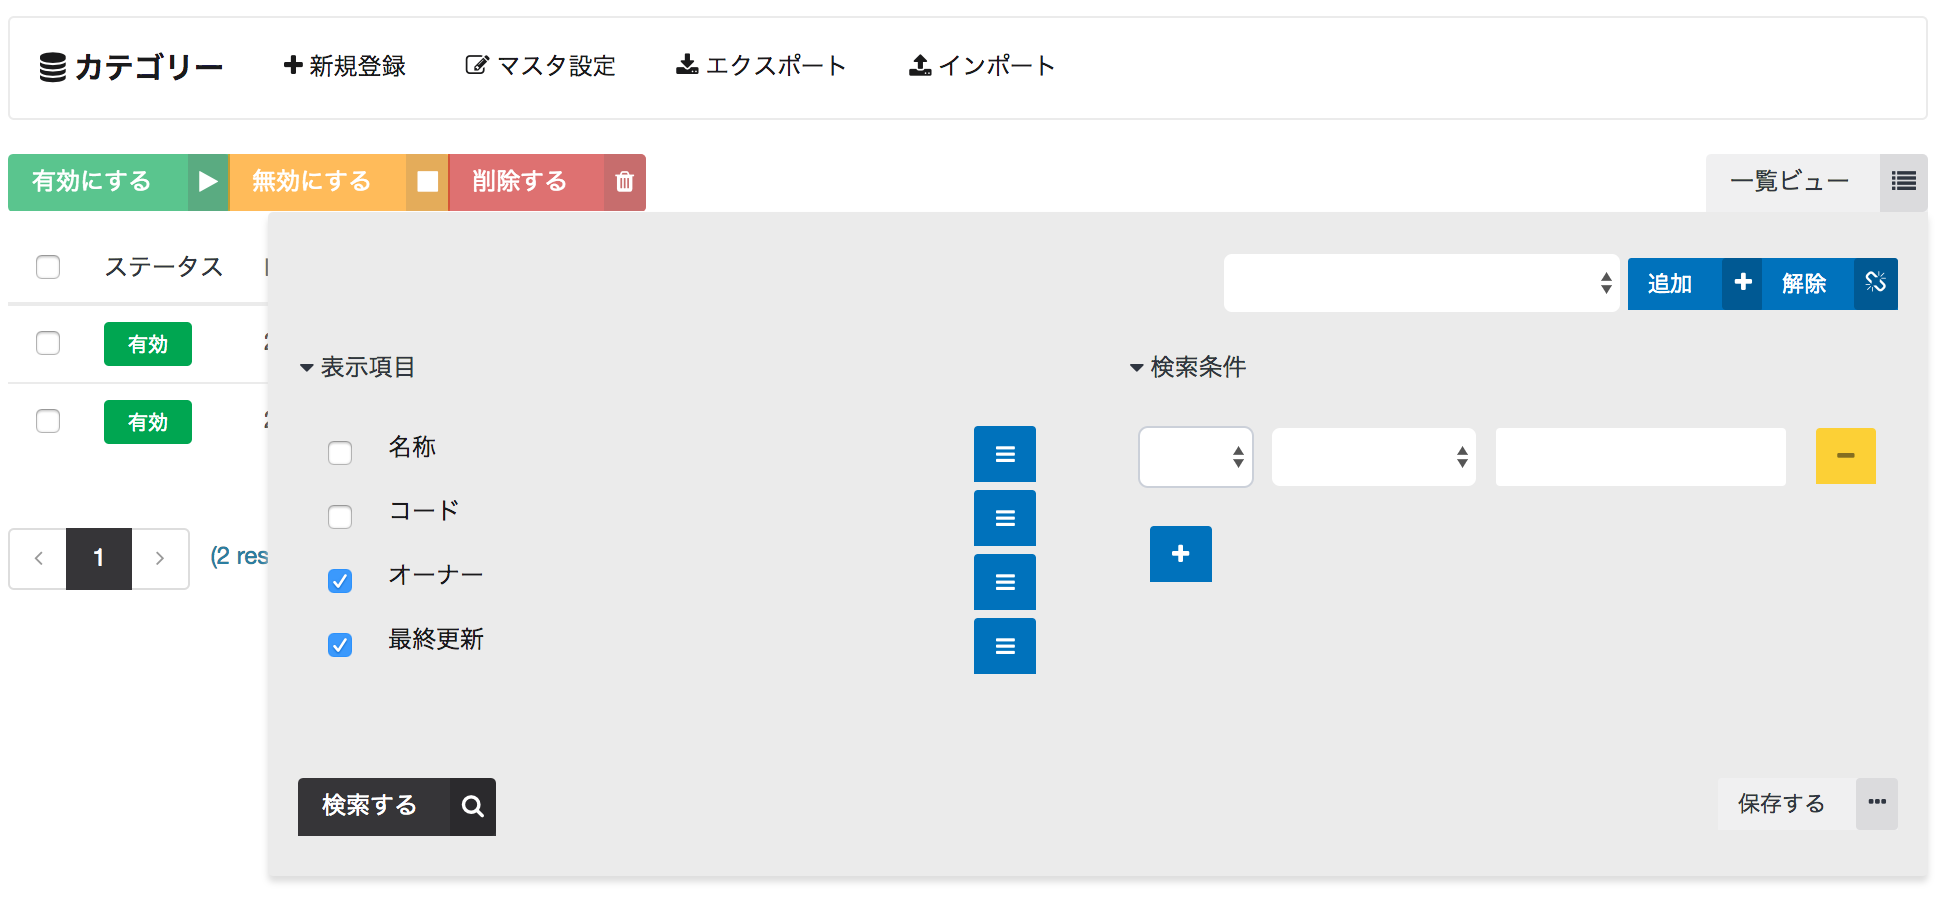 カテゴリー 新規登録 マスタ設定 エクスポート インポート
有効にする 無効にする 削除する 一覧ビュー
ステータス
追加 解除
有効
表示項目 検索条件
有効
名称
コード
1 (2 res
オーナー
最終更新
検索する 保存する